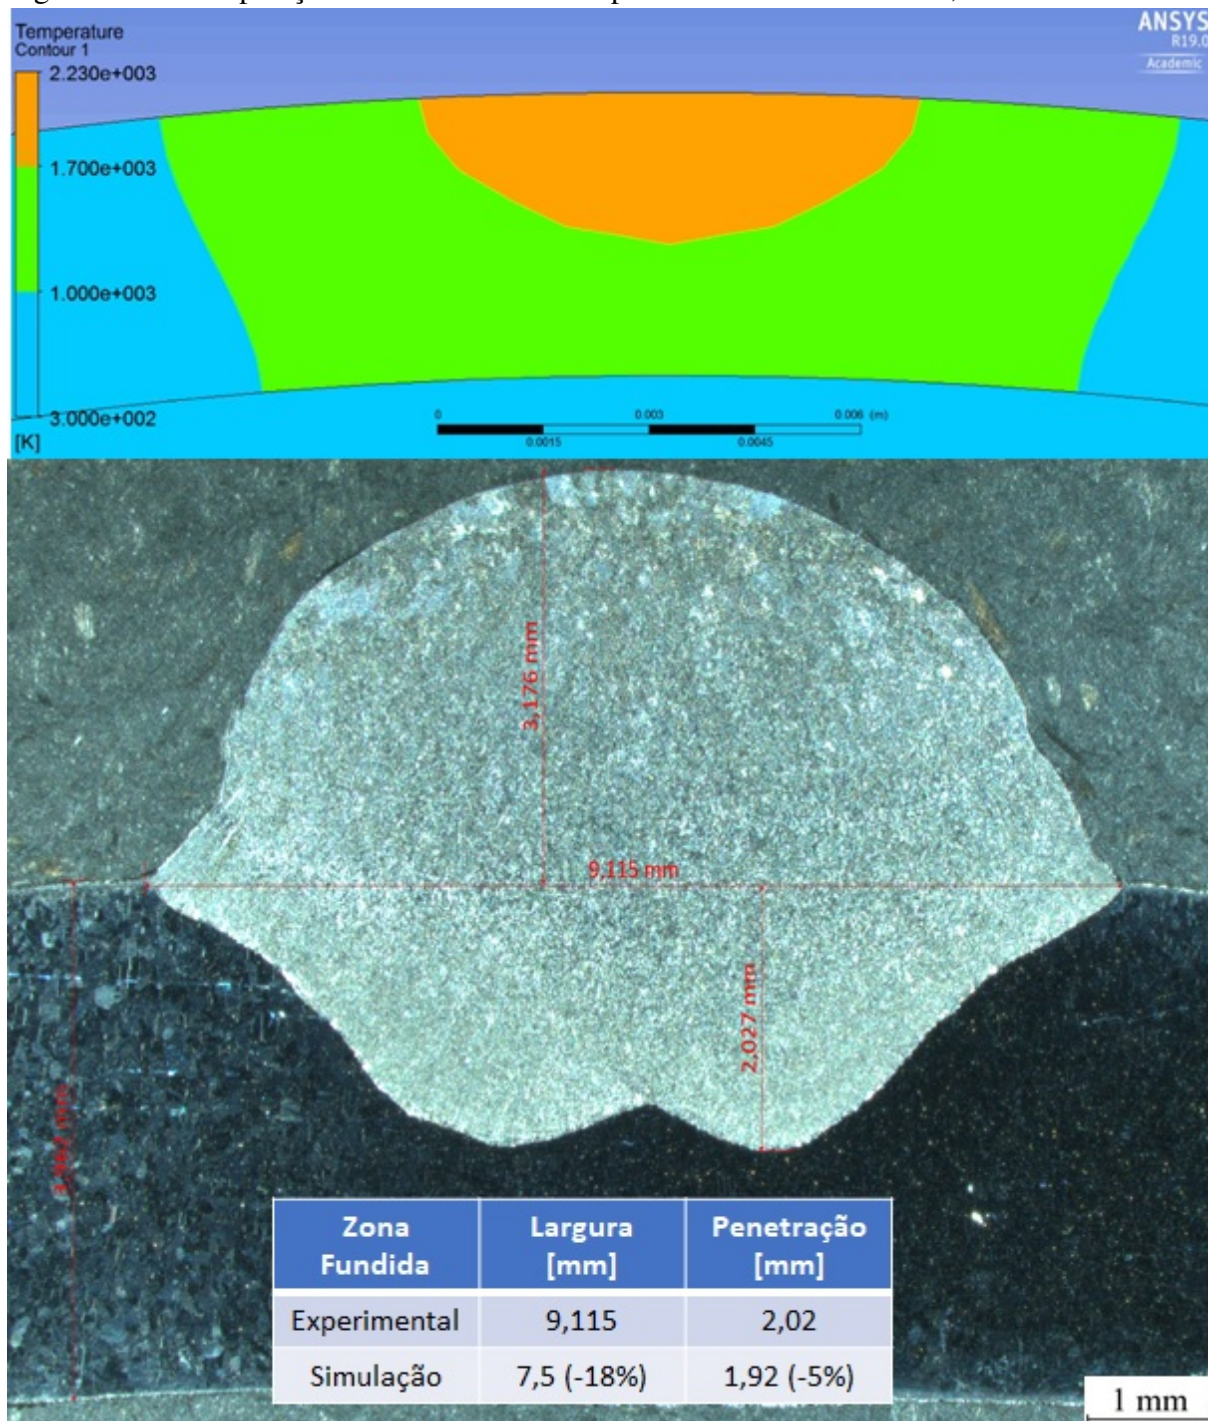 Temperature
Contour 1
ANSYS
R19.0
Academic
2.230e+003
1.700e+003
1.000e+003
3.000e+002
[K]
0 0.003 0.006 (m)
0.0015 0.0045
3,176 mm
9,115 mm
2,027 mm
mm
Zona Fundida Largura [mm] Penetração [mm]
Experimental 9,115 2,02
Simulação 7,5 (-18%) 1,92 (-5%)
1 mm